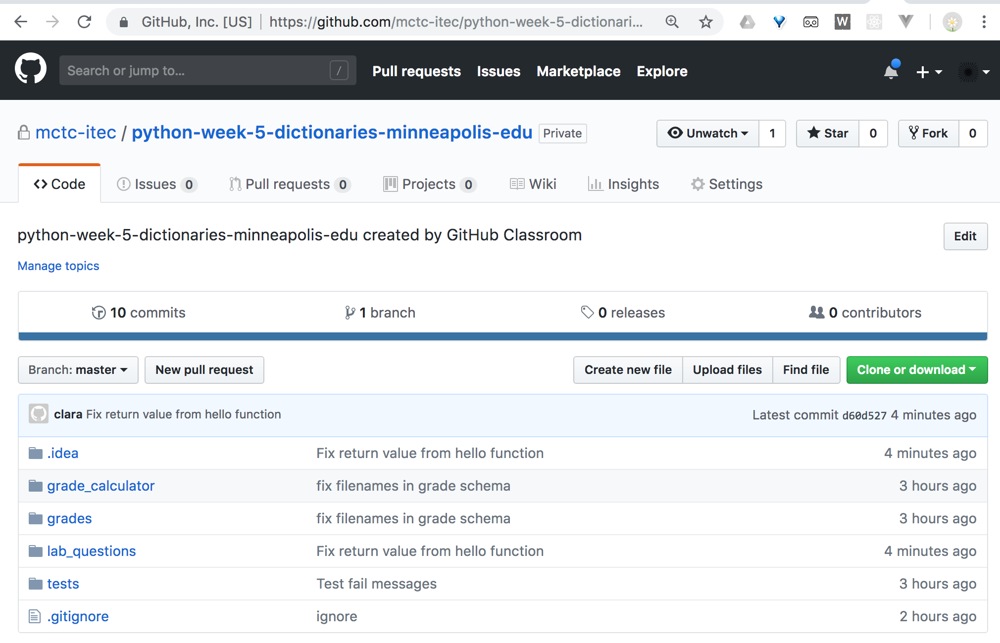 GitHub, Inc. [US] | https://github.com/mctc-itec/python-week-5-dictionari... W
Search or jump to... / Pull requests Issues Marketplace Explore
mctc-itec / python-week-5-dictionaries-minneapolis-edu Private Unwatch 1 Star 0 Fork 0
Code Issues 0 Pull requests 0 Projects 0 Wiki Insights Settings
python-week-5-dictionaries-minneapolis-edu created by GitHub Classroom Edit
Manage topics
10 commits 1 branch 0 releases 0 contributors
Branch: master New pull request Create new file Upload files Find file Clone or download
clara Fix return value from hello function Latest commit d60d527 4 minutes ago
.idea Fix return value from hello function 4 minutes ago
grade_calculator fix filenames in grade schema 3 hours ago
grades fix filenames in grade schema 3 hours ago
lab_questions Fix return value from hello function 4 minutes ago
tests Test fail messages 3 hours ago
.gitignore ignore 2 hours ago